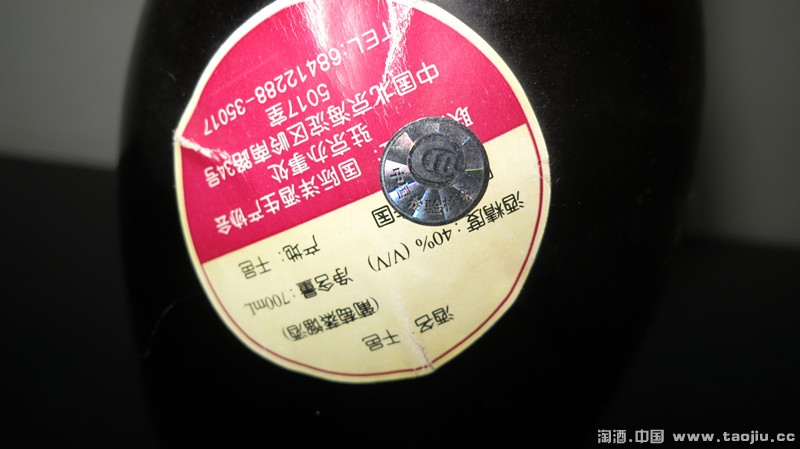 酒名：干邑
(葡萄蒸馏酒)
净含量：700mL
产地：干邑
酒精度：40% (V/V)
国
国际洋酒生产协会
驻京办事处
联
中国北京海淀区岭南路34号
5017室
TEL:68412288-35017
淘酒.中国 www.taojiu.cc